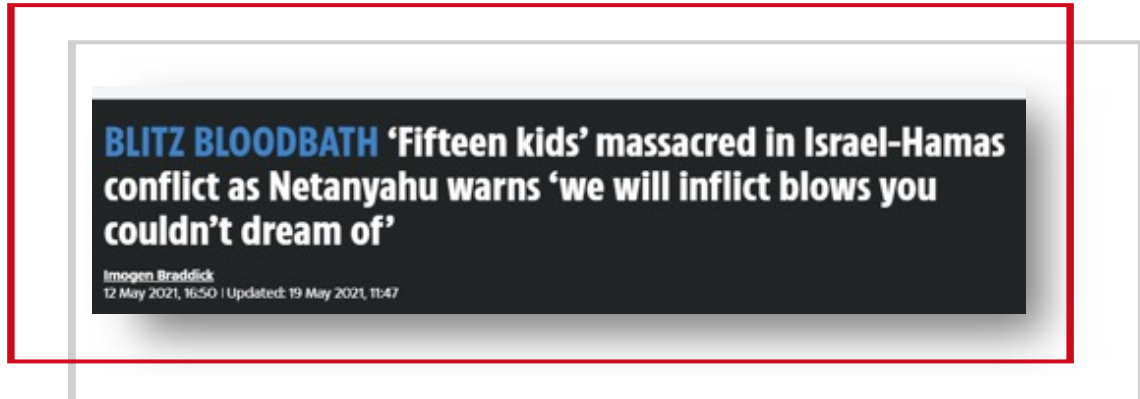 BLITZ BLOODBATH ‘Fifteen kids’ massacred in Israel-Hamas
conflict as Netanyahu warns ‘we will inflict blows you
couldn’t dream of’
Imogen Braddick
12 May 2021, 16:50 | Updated: 19 May 2021, 11:47